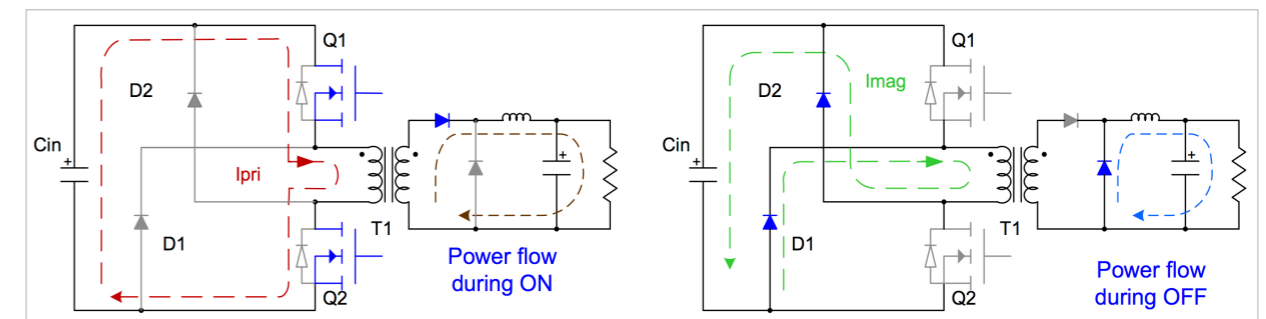 Q1
D2
Cin
+
Ipri
+
T1
D1
Q2
Power flow
during ON
Q1
D2
Imag
Cin
+
+
T1
D1
Q2
Power flow
during OFF